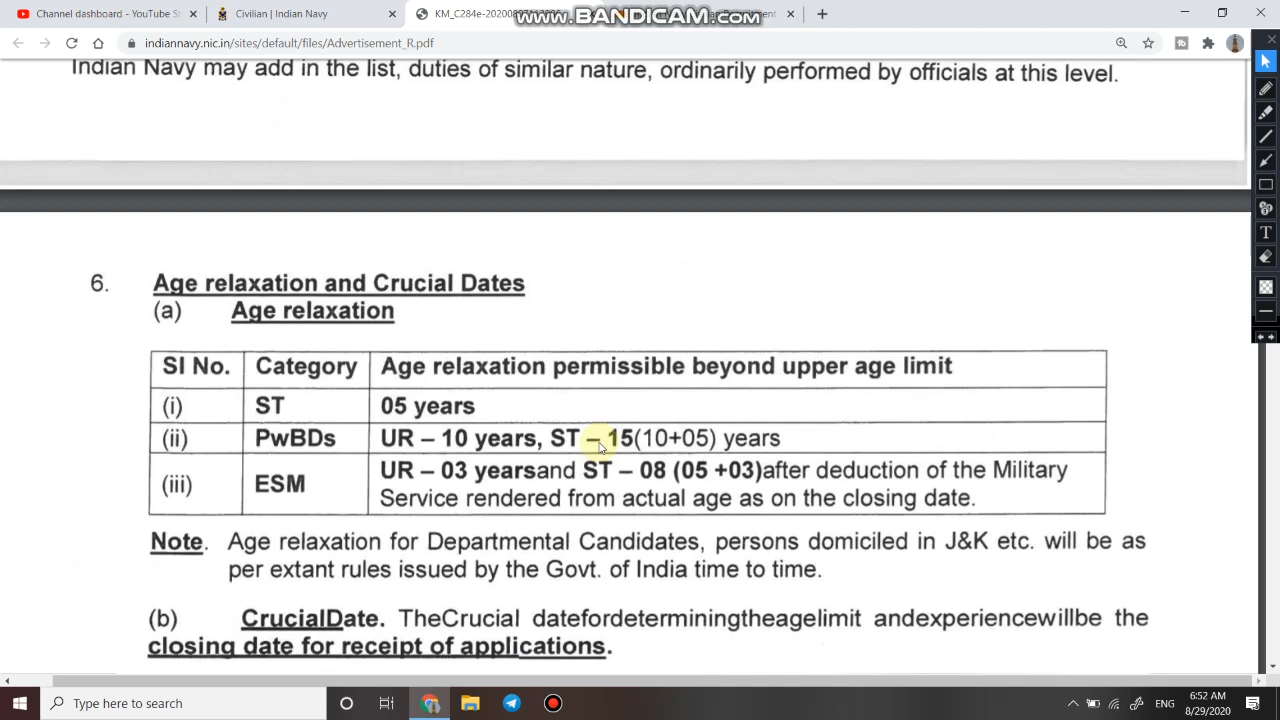 Channel dashboard - YouTube St
Civilian | Indian Navy
KM_C284e-202008
www.BANDICAM.com
indiannavy.nic.in/sites/default/files/Advertisement_R.pdf
Indian Navy may add in the list, duties of similar nature, ordinarily performed by officials at this level.
6. Age relaxation and Crucial Dates
(a) Age relaxation
Sl No. Category Age relaxation permissible beyond upper age limit
(i) ST 05 years
(ii) PwBDs UR – 10 years, ST – 15(10+05) years
(iii) ESM UR – 03 yearsand ST – 08 (05 +03)after deduction of the Military
Service rendered from actual age as on the closing date.
Note. Age relaxation for Departmental Candidates, persons domiciled in J&K etc. will be as
per extant rules issued by the Govt. of India time to time.
(b) CrucialDate. TheCrucial datefordeterminingtheagelimit andexperiencewillbe the
closing date for receipt of applications.
Type here to search
ENG
6:52 AM
8/29/2020